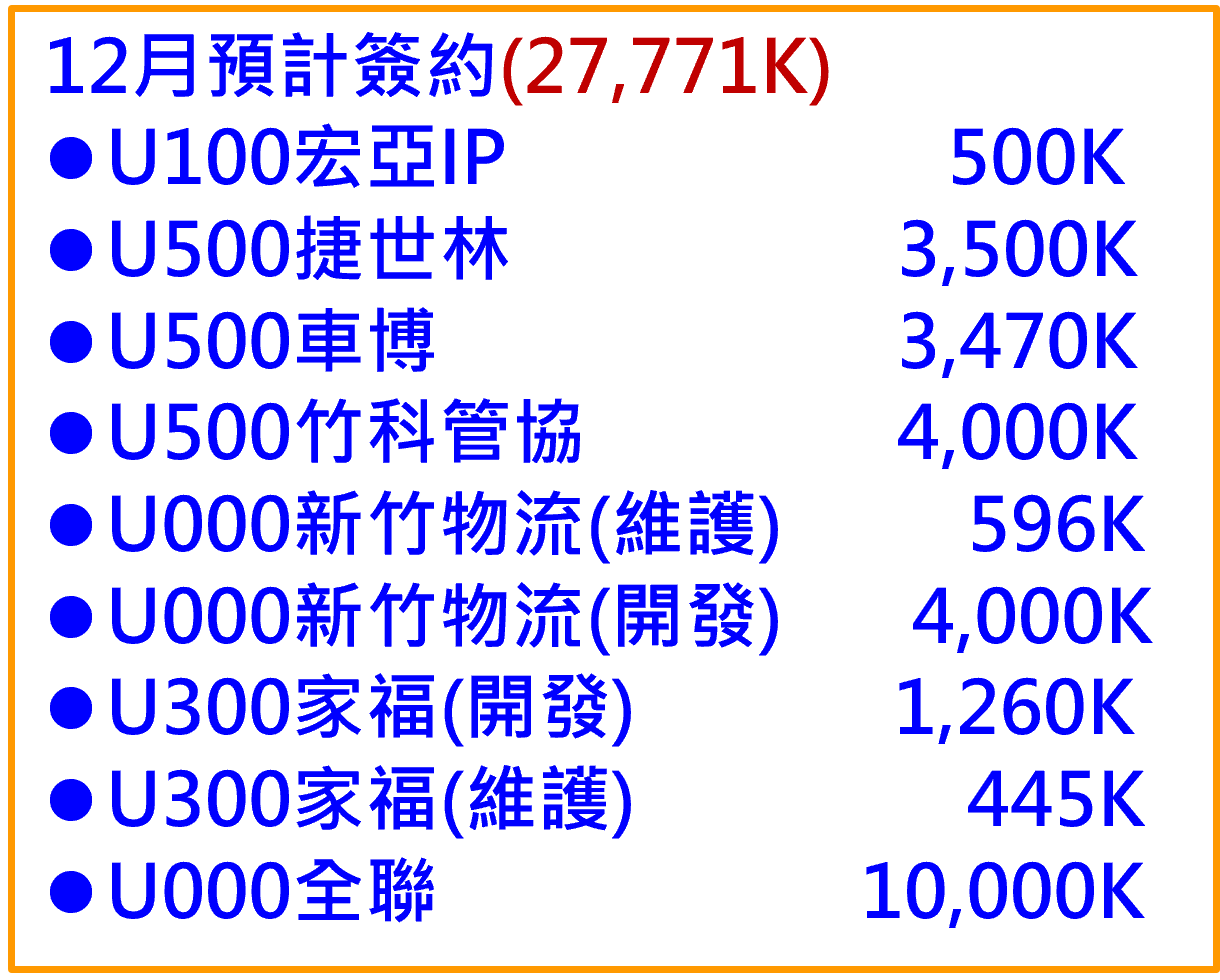 12月預計簽約(27,771K)
●U100宏亞IP 500K
●U500捷世林 3,500K
●U500車博 3,470K
●U500竹科管協 4,000K
●U000新竹物流(維護) 596K
●U000新竹物流(開發) 4,000K
●U300家福(開發) 1,260K
●U300家福(維護) 445K
●U000全聯 10,000K